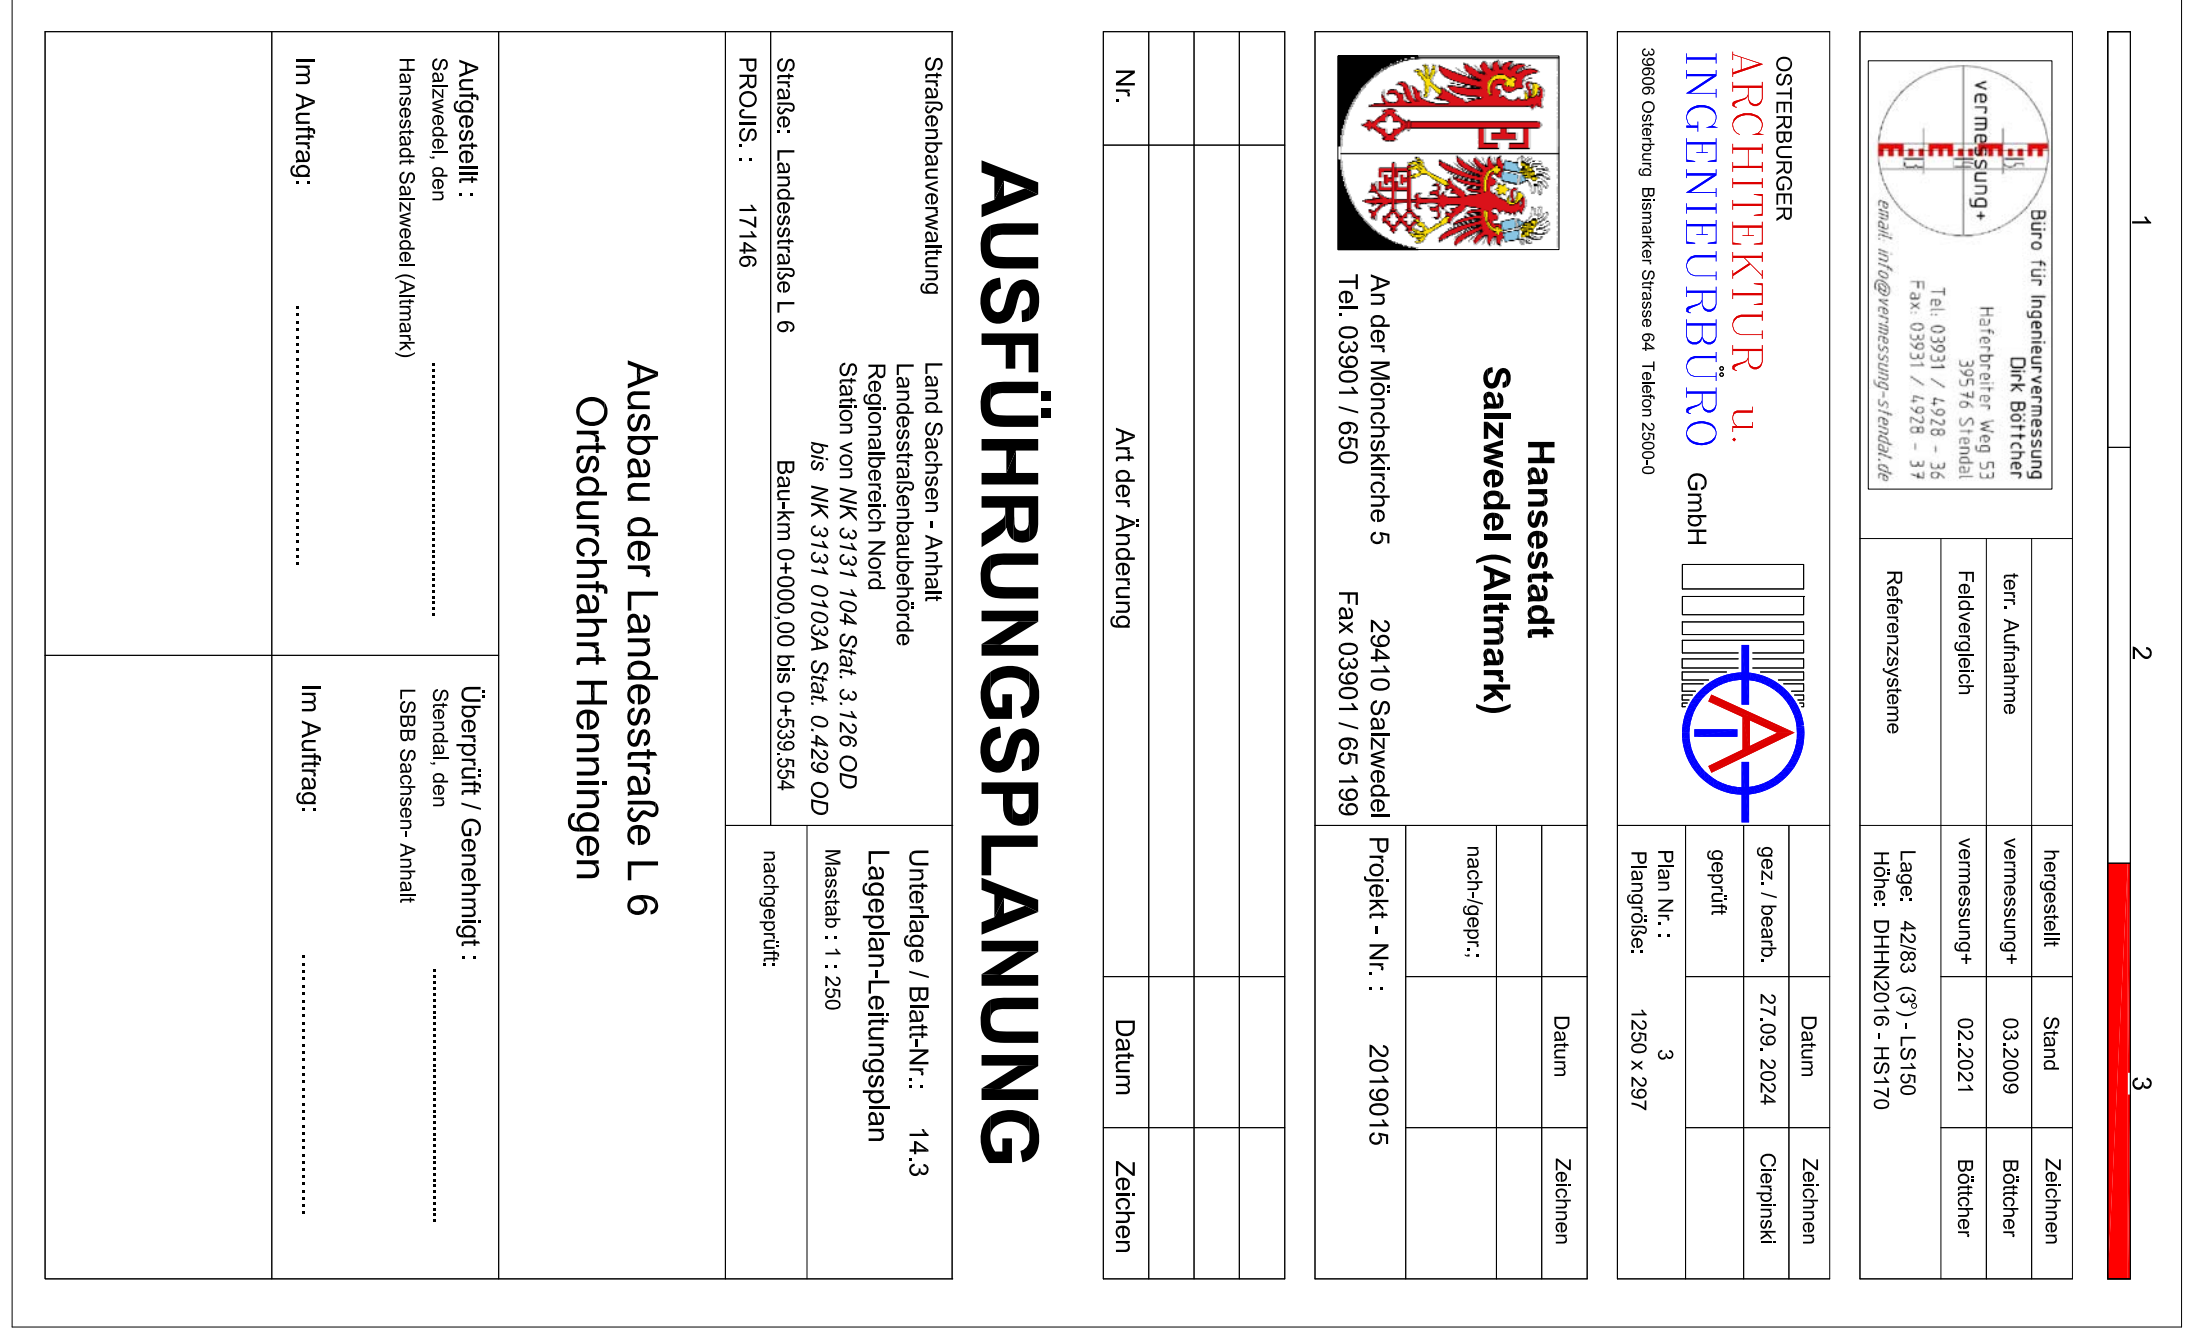 1 2 3
vermessung+
Büro für Ingenieurvermessung
Dirk Böttcher
Haferbreiter Weg 53
39576 Stendal
Tel: 03931 / 4928 - 36
Fax: 03931 / 4928 - 37
email: info@vermessung-stendal.de
hergestellt Stand Zeichnen
terr. Aufnahme vermessung+ 03.2009 Böttcher
Feldvergleich vermessung+ 02.2021 Böttcher
Referenzsysteme Lage: 42/83 (3°) - LS150
Höhe: DHHN2016 - HS170
OSTERBURGER
ARCHITEKTUR u.
INGENIEURBÜRO GmbH
39606 Osterburg Bismarker Strasse 64 Telefon 2500-0
Datum Zeichnen
gez. / bearb. 27.09. 2024 Cierpinski
geprüft
Plan Nr. : 3
Plangröße: 1250 x 297
Hansestadt
Salzwedel (Altmark)
An der Mönchskirche 5 29410 Salzwedel
Tel. 03901 / 650 Fax 03901 / 65 199
Datum Zeichnen
nach-/gepr.;
Projekt - Nr. : 2019015
Nr. Art der Änderung Datum Zeichen
AUSFÜHRUNGSPLANUNG
Straßenbauverwaltung Land Sachsen - Anhalt
Landesstraßenbaubehörde
Regionalbereich Nord
Station von NK 3131 104 Stat. 3.126 OD
bis NK 3131 0103A Stat. 0.429 OD
Straße: Landesstraße L 6 Bau-km 0+000,00 bis 0+539.554
PROJIS. : 17146
Unterlage / Blatt-Nr.: 14.3
Lageplan-Leitungsplan
Masstab : 1 : 250
nachgeprüft:
Ausbau der Landesstraße L 6
Ortsdurchfahrt Henningen
Aufgestellt :
Salzwedel, den
Hansestadt Salzwedel (Altmark)
Im Auftrag:
Überprüft / Genehmigt :
Stendal, den
LSBB Sachsen- Anhalt
Im Auftrag: